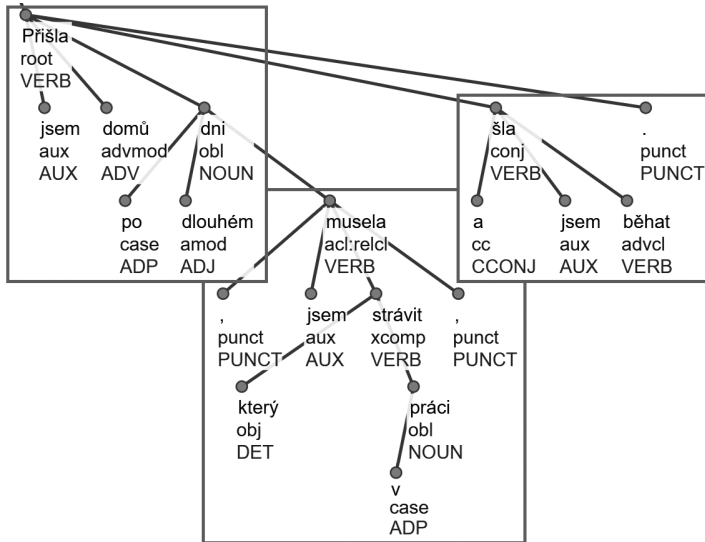 Přišla
root
VERB
jsem
aux
AUX
domů
advmod
ADV
dni
obl
NOUN
šla
conj
VERB
.
punct
PUNCT
po
case
ADP
dlouhém
amod
ADJ
musela
acl:relcl
VERB
a
cc
CCONJ
jsem
aux
AUX
běhat
advcl
VERB
,
punct
PUNCT
jsem
aux
AUX
strávit
xcomp
VERB
,
punct
PUNCT
který
obj
DET
práci
obl
NOUN
v
case
ADP